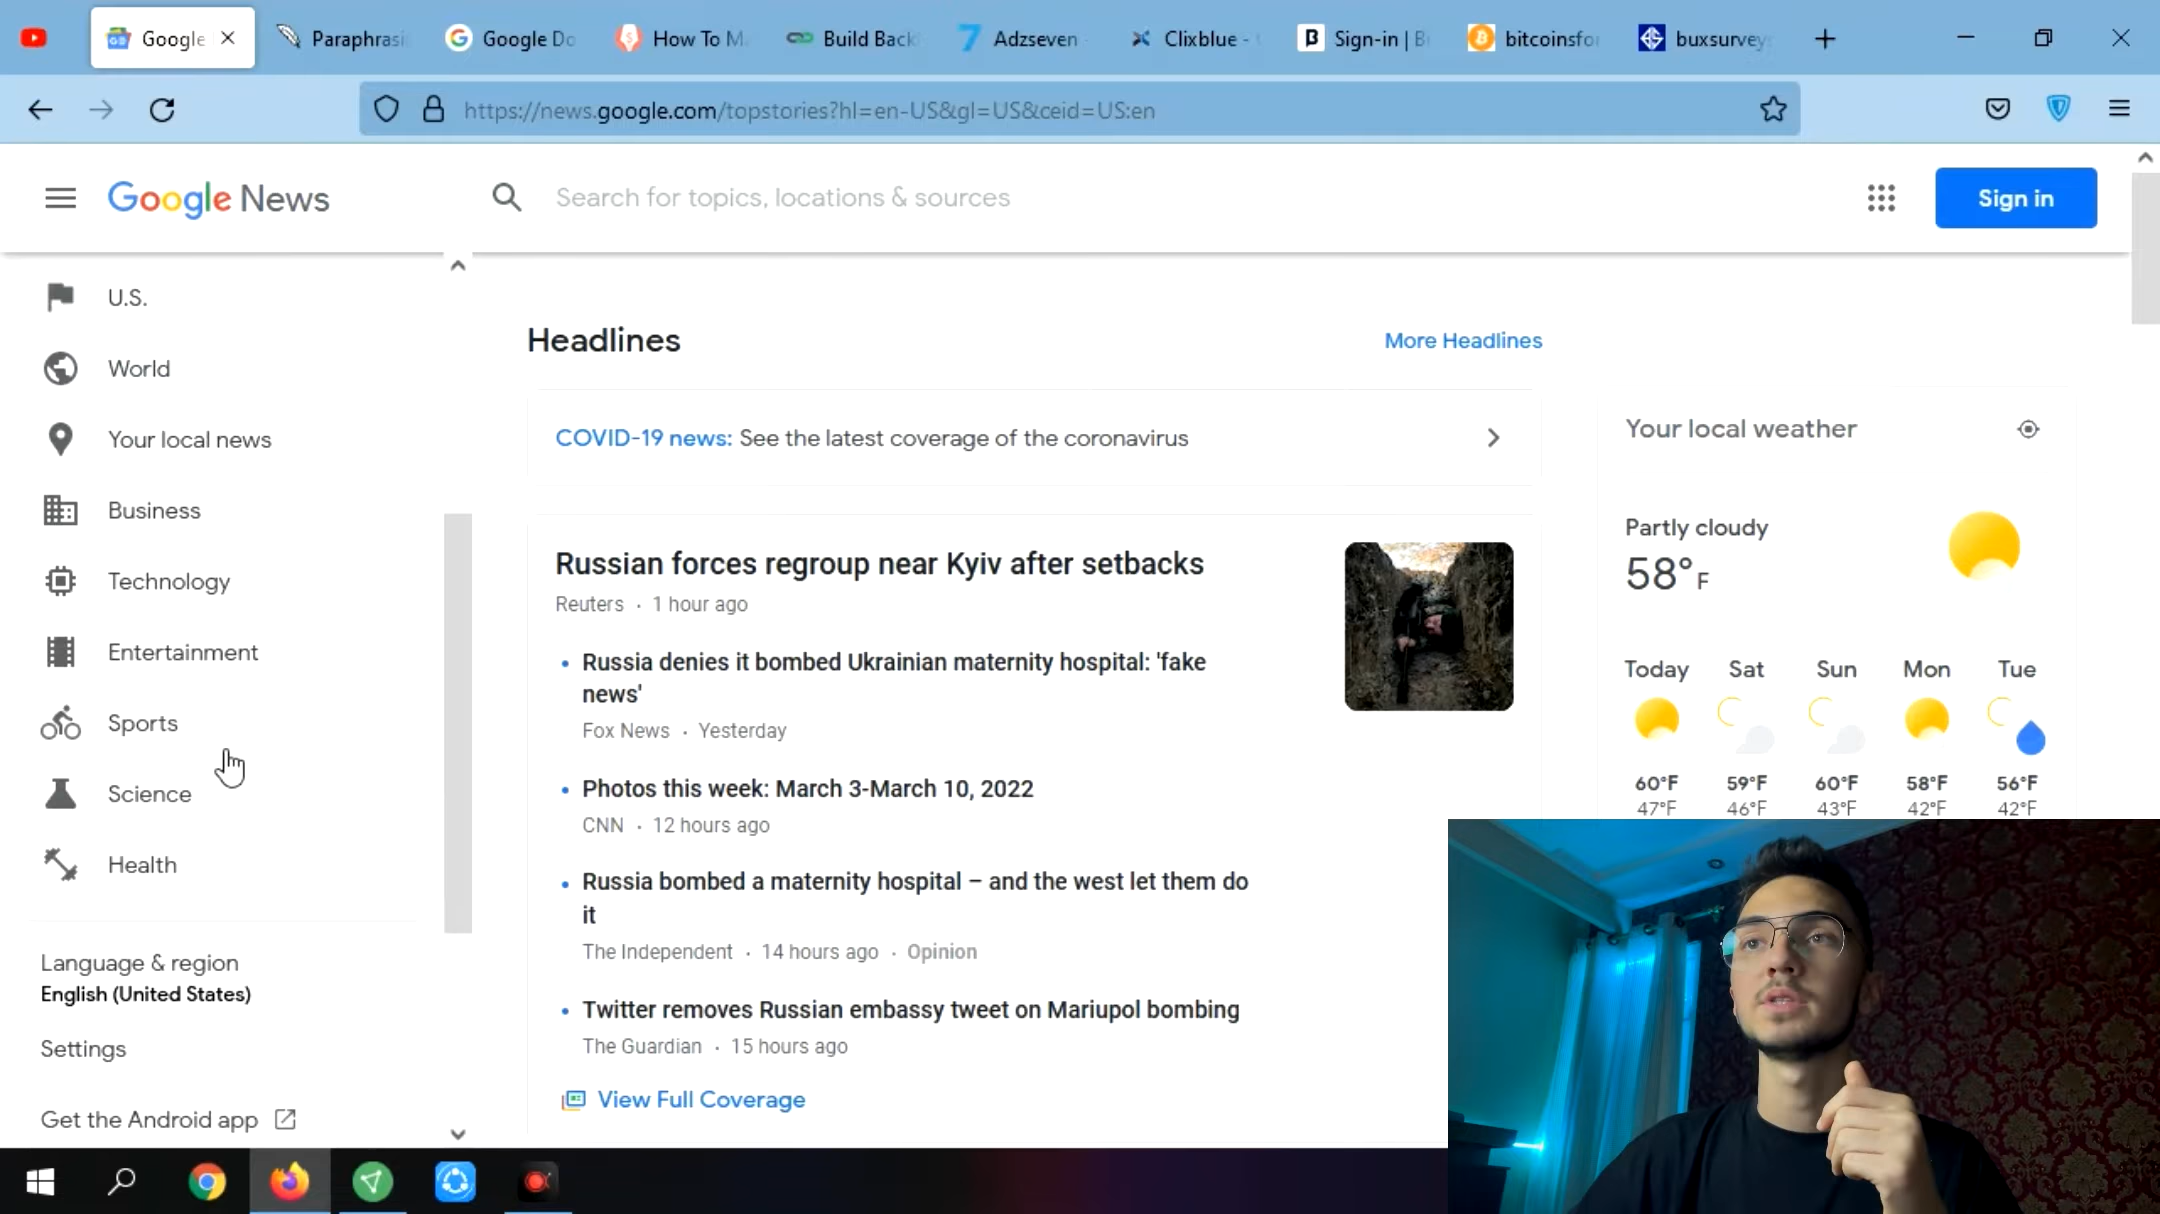 Google
Paraphrasi
Google Do
How To M
Build Back
Adzseven
Clixblue -
Sign-in | B
bitcoinsfo
buxsurvey
https://news.google.com/topstories?hl=en-US&gl=US&ceid=US:en
Google News
Search for topics, locations & sources
Sign in
U.S.
World
Your local news
Business
Technology
Entertainment
Sports
Science
Health
Language & region
English (United States)
Settings
Get the Android app
Headlines
More Headlines
COVID-19 news: See the latest coverage of the coronavirus
Russian forces regroup near Kyiv after setbacks
Reuters · 1 hour ago
Russia denies it bombed Ukrainian maternity hospital: 'fake
news'
Fox News · Yesterday
Photos this week: March 3-March 10, 2022
CNN · 12 hours ago
Russia bombed a maternity hospital – and the west let them do
it
The Independent · 14 hours ago · Opinion
Twitter removes Russian embassy tweet on Mariupol bombing
The Guardian · 15 hours ago
View Full Coverage
Your local weather
Partly cloudy
58°F
Today Sat Sun Mon Tue
60°F 59°F 60°F 58°F 56°F
47°F 46°F 43°F 42°F 42°F